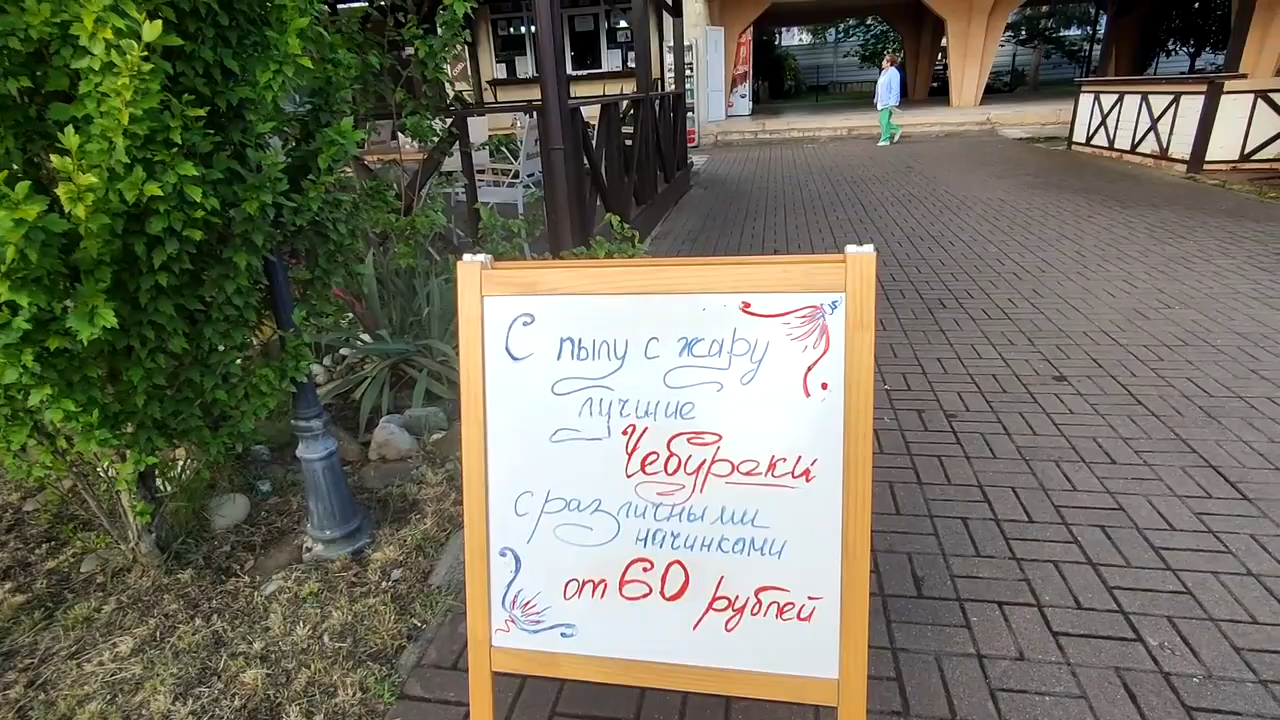 С пылу с жару
лучшие
Чебуреки
с различными
начинками
от 60 рублей